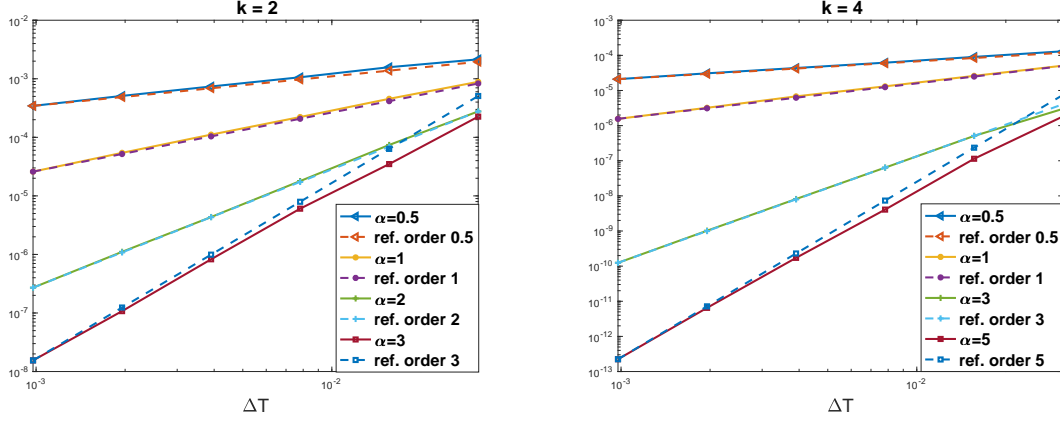 k = 2
10^-2
10^-3
10^-4
10^-5
10^-6
10^-7
10^-8
10^-3
10^-2
ΔT
α=0.5
ref. order 0.5
α=1
ref. order 1
α=2
ref. order 2
α=3
ref. order 3
k = 4
10^-3
10^-4
10^-5
10^-6
10^-7
10^-8
10^-9
10^-10
10^-11
10^-12
10^-13
10^-3
10^-2
ΔT
α=0.5
ref. order 0.5
α=1
ref. order 1
α=3
ref. order 3
α=5
ref. order 5